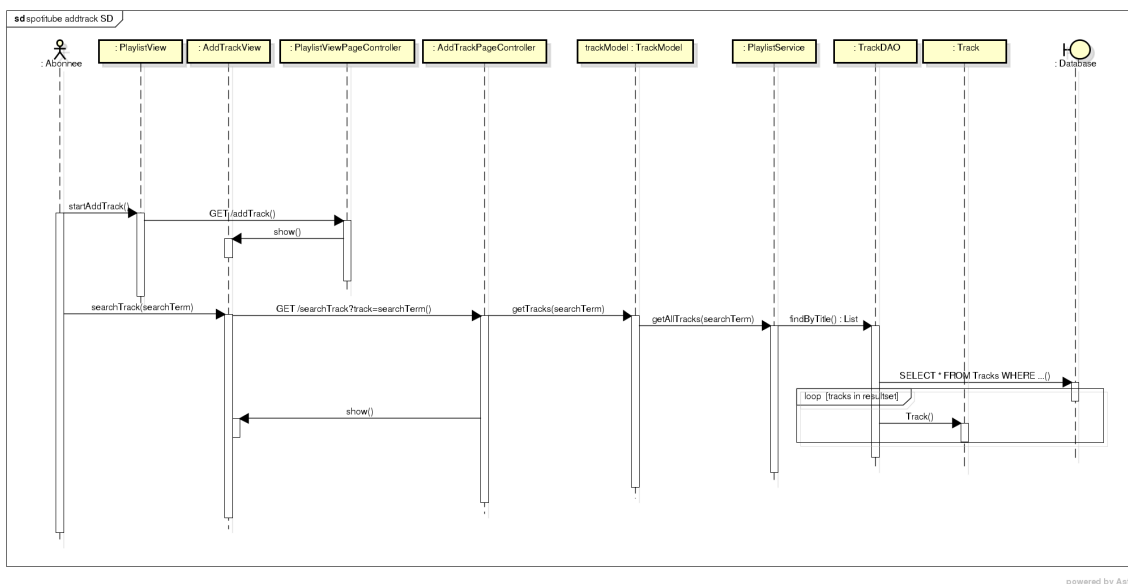 sd spotitube addtrack SD
: Abonnee
: PlaylistView
: AddTrackView
: PlaylistViewPageController
: AddTrackPageController
trackModel : TrackModel
: PlaylistService
: TrackDAO
: Track
: Database
startAddTrack()
GET /addTrack()
show()
searchTrack(searchTerm)
GET /searchTrack?track=searchTerm()
getTracks(searchTerm)
getAllTracks(searchTerm)
findByTitle() : List
SELECT * FROM Tracks WHERE ...()
loop [tracks in resultset]
show()
Track()
powered by Ast